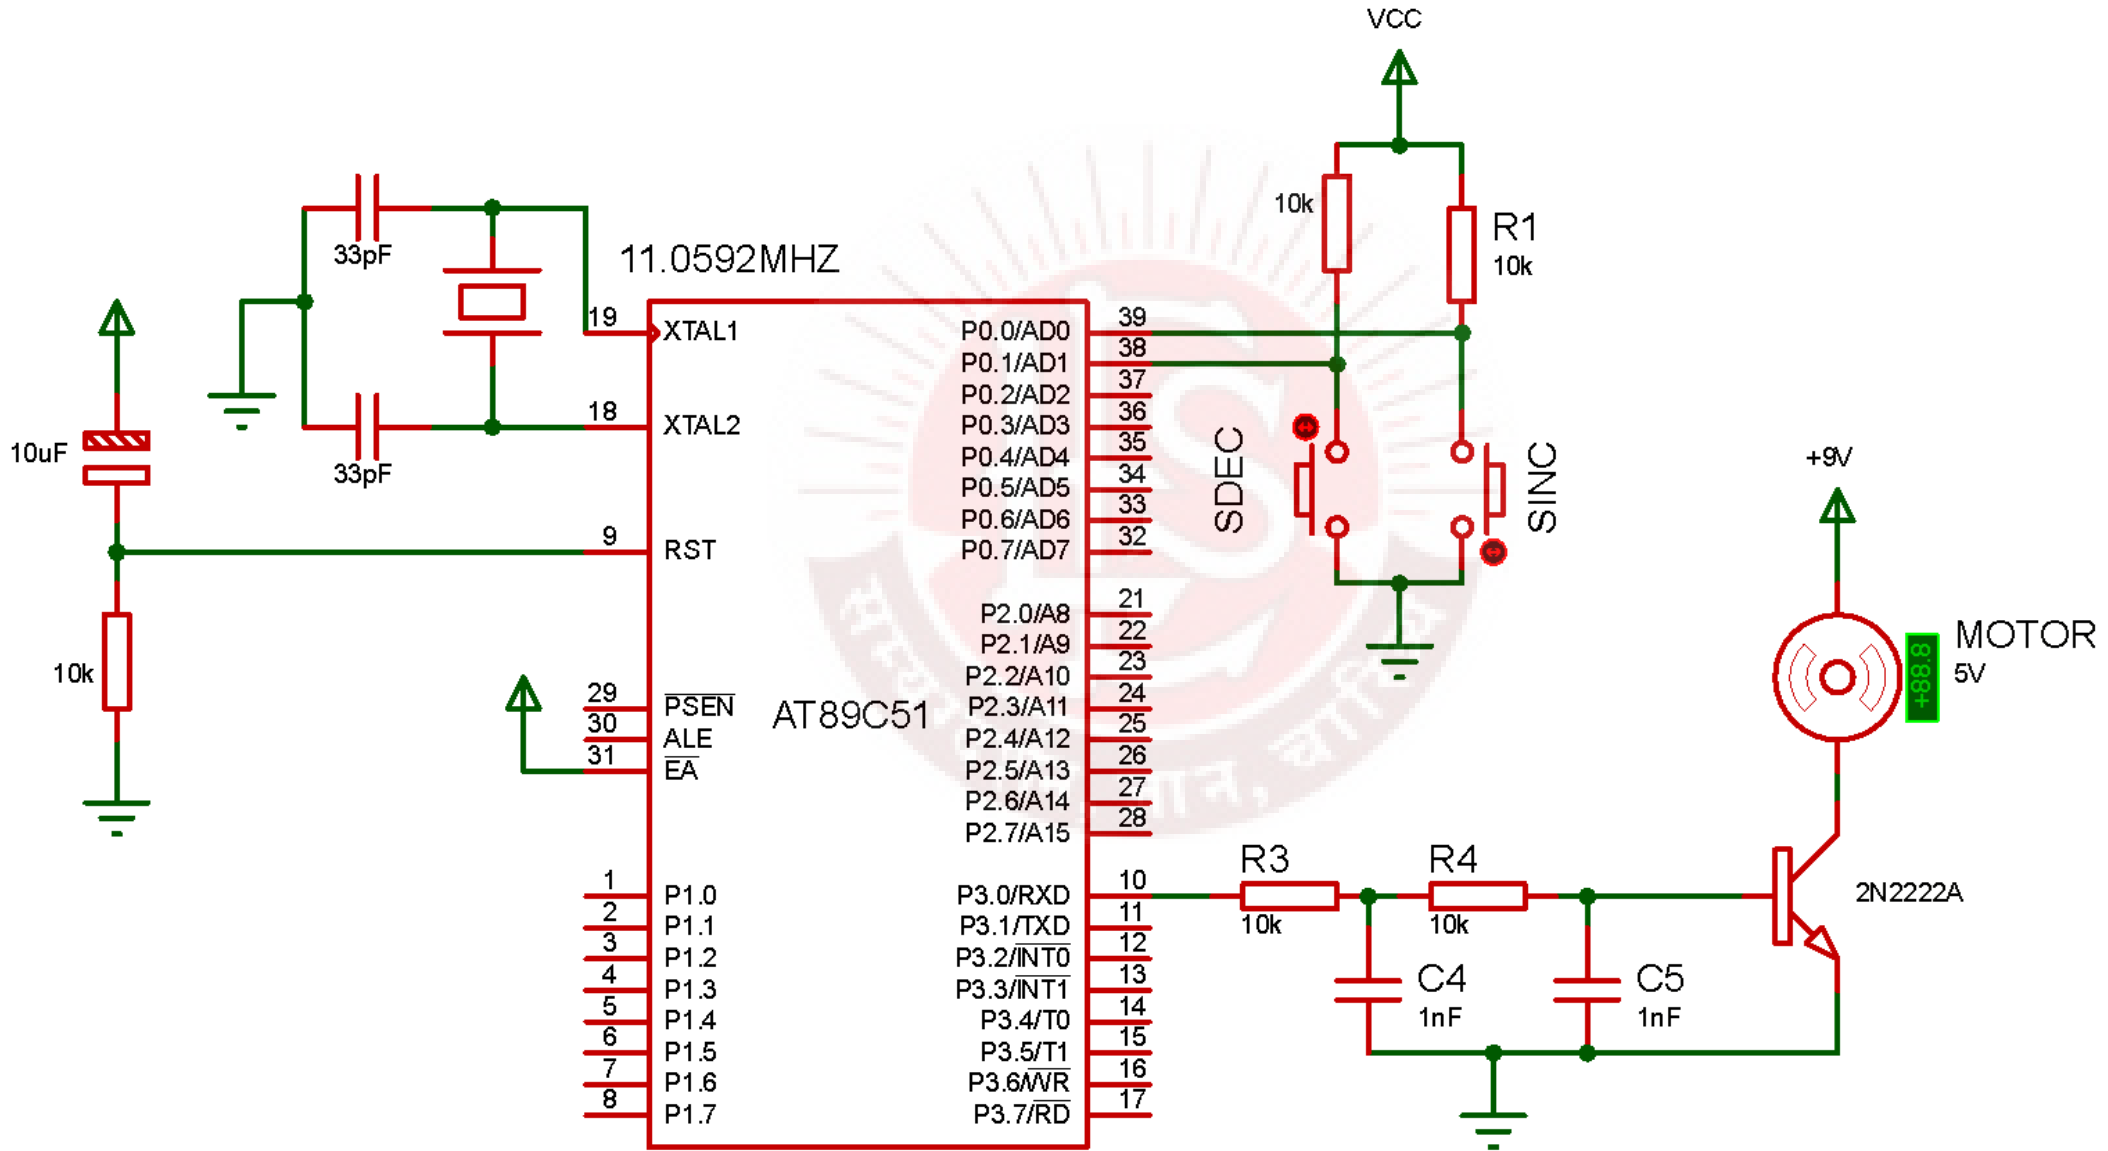 VCC
10k
R1
10k
33pF
11.0592MHZ
33pF
10uF
10k
19 XTAL1
18 XTAL2
9 RST
29 PSEN
30 ALE
31 EA
AT89C51
1 P1.0
2 P1.1
3 P1.2
4 P1.3
5 P1.4
6 P1.5
7 P1.6
8 P1.7
P0.0/AD0 39
P0.1/AD1 38
P0.2/AD2 37
P0.3/AD3 36
P0.4/AD4 35
P0.5/AD5 34
P0.6/AD6 33
P0.7/AD7 32
P2.0/A8 21
P2.1/A9 22
P2.2/A10 23
P2.3/A11 24
P2.4/A12 25
P2.5/A13 26
P2.6/A14 27
P2.7/A15 28
P3.0/RXD 10
P3.1/TXD 11
P3.2/INT0 12
P3.3/INT1 13
P3.4/T0 14
P3.5/T1 15
P3.6/WR 16
P3.7/RD 17
SDEC
SINC
+9V
MOTOR
5V
+88.8
R3
10k
R4
10k
2N2222A
C4
1nF
C5
1nF